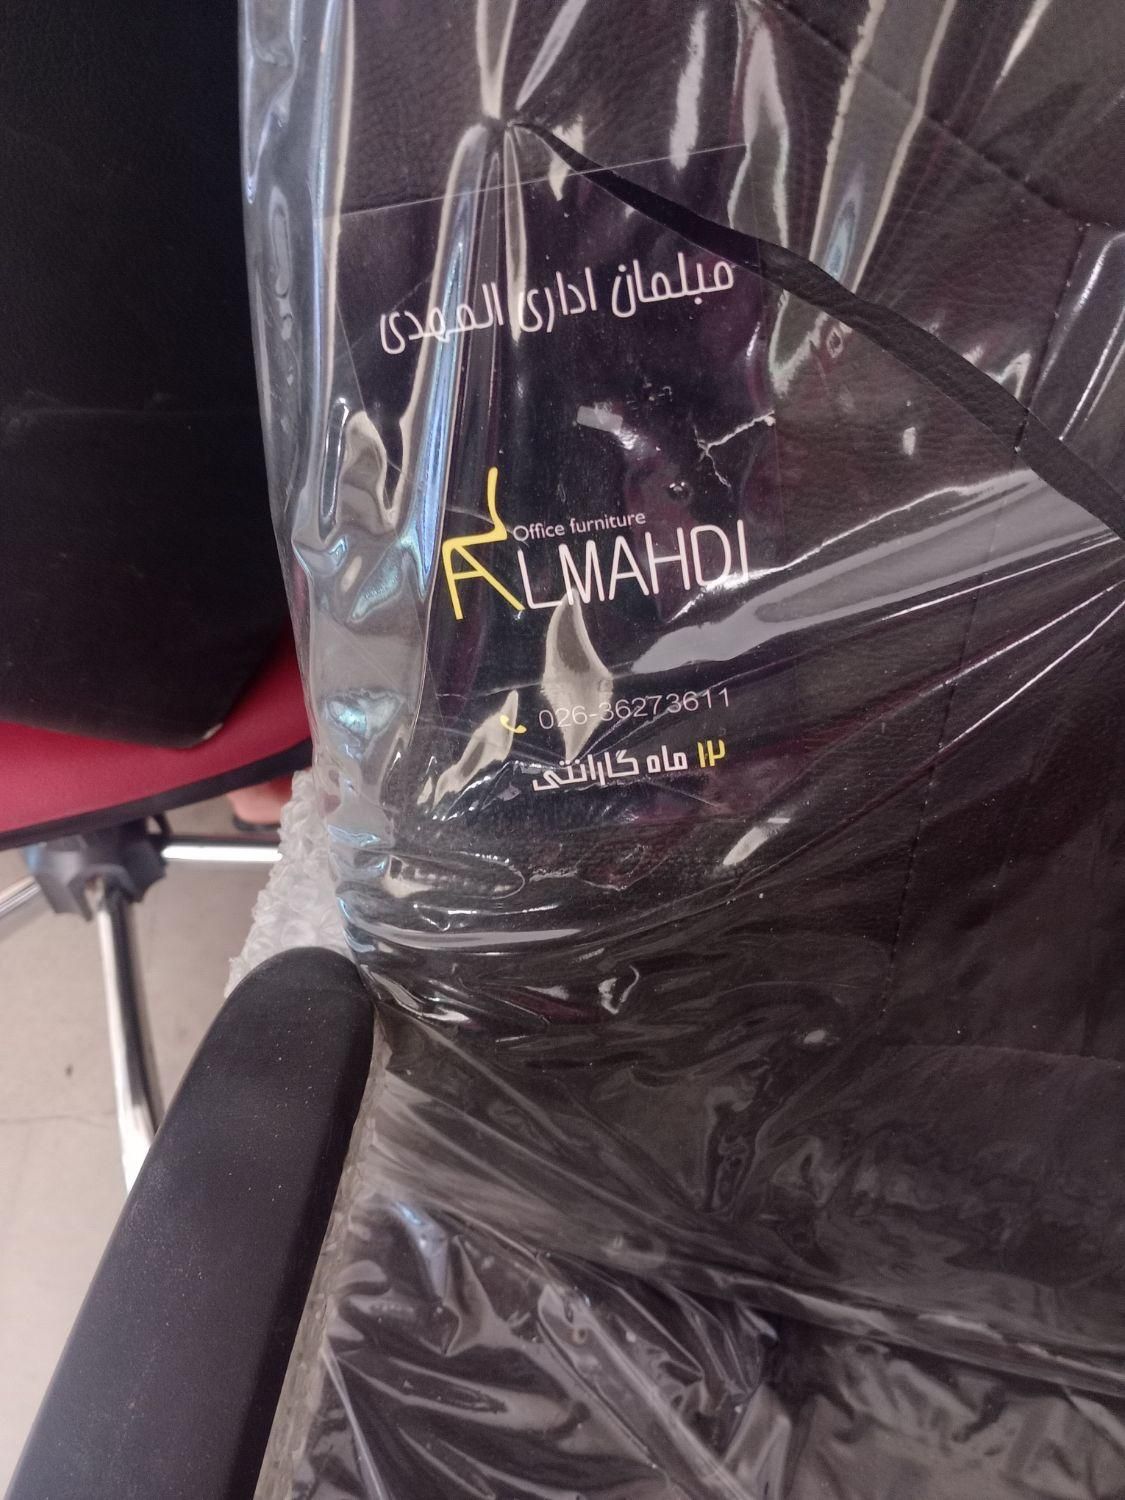 مبلمان اداری المهدی
Office furniture
ALMAHDI
026-36273611
۱۲ ماه گارانتی